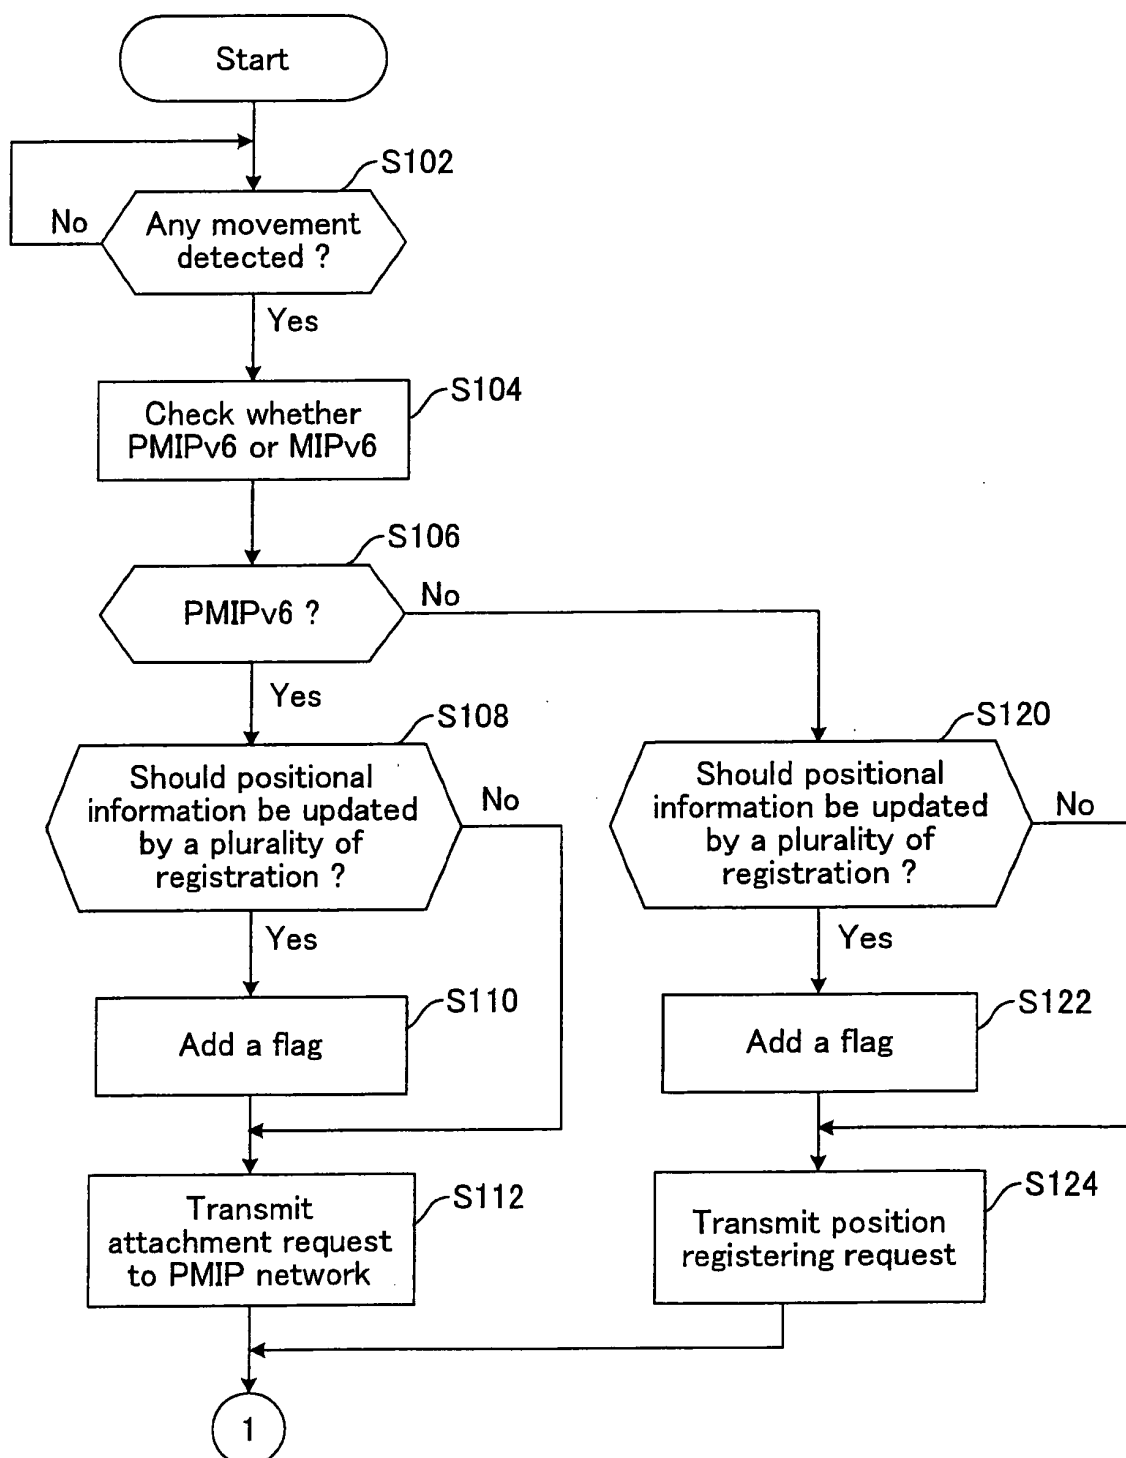 Start
S102
No
Any movement
detected ?
Yes
S104
Check whether
PMIPv6 or MIPv6
S106
PMIPv6 ?
No
Yes
S108
Should positional
information be updated
by a plurality of
registration ?
No
S120
Should positional
information be updated
by a plurality of
registration ?
No
Yes
Yes
S110
Add a flag
S122
Add a flag
S112
Transmit
attachment request
to PMIP network
S124
Transmit position
registering request
1